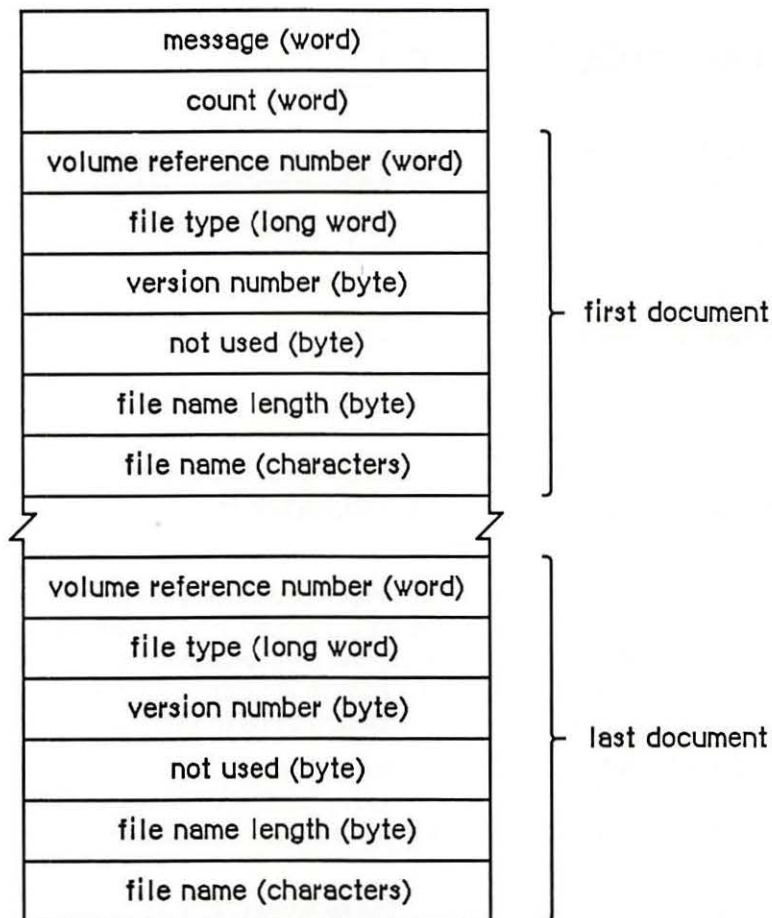 message (word)
count (word)
volume reference number (word)
file type (long word)
version number (byte)
not used (byte)
file name length (byte)
file name (characters)
first document
volume reference number (word)
file type (long word)
version number (byte)
not used (byte)
file name length (byte)
file name (characters)
last document